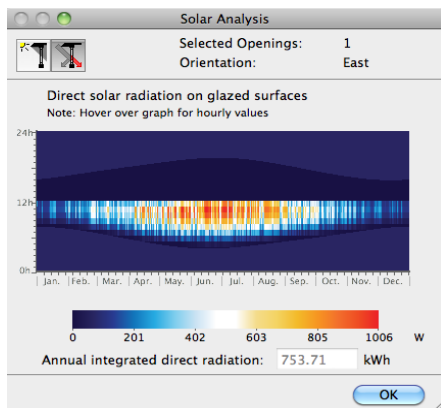 Solar Analysis
Selected Openings: 1
Orientation: East
Direct solar radiation on glazed surfaces
Note: Hover over graph for hourly values
24h
12h
0h
Jan. Feb. Mar. Apr. May. Jun. Jul. Aug. Sep. Oct. Nov. Dec.
0 201 402 603 805 1006 W
Annual integrated direct radiation: 753.71 kWh
OK